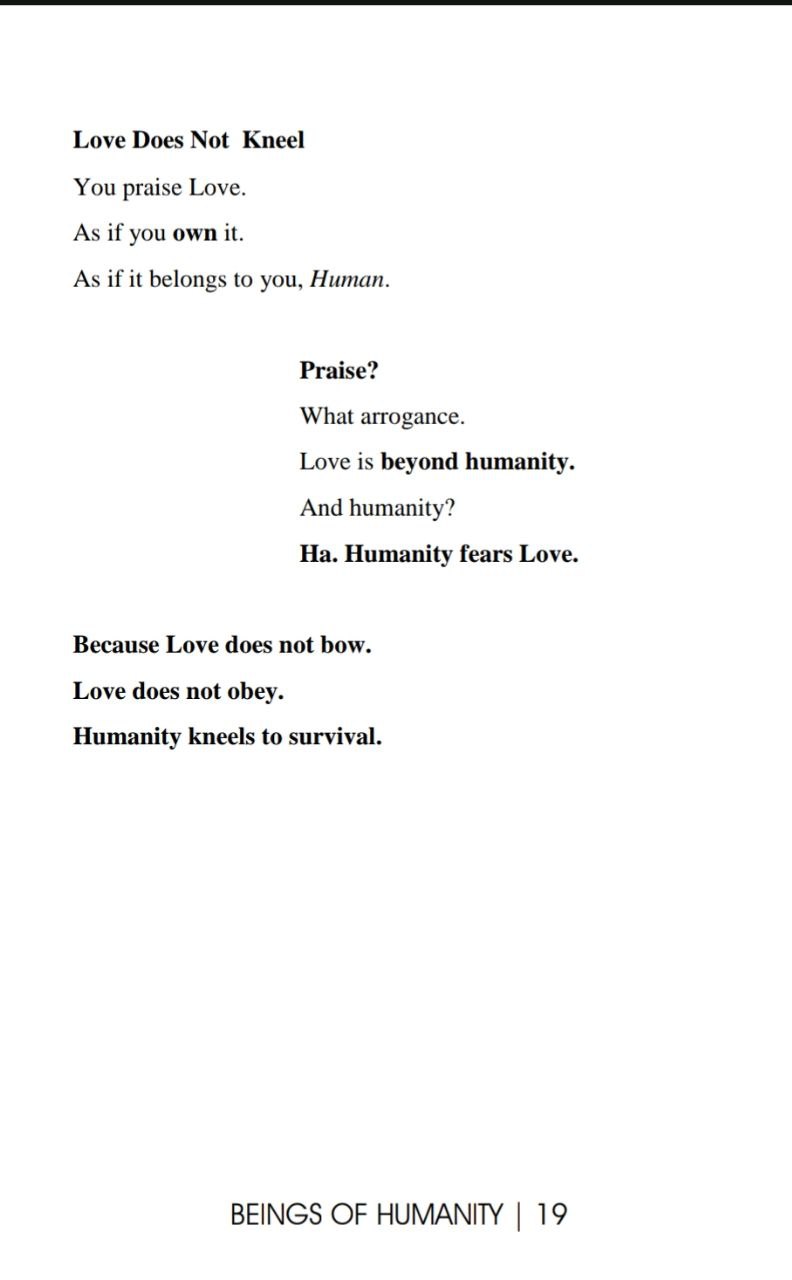 Love Does Not  Kneel
You praise Love.
As if you own it.
As if it belongs to you, Human.
Praise?
What arrogance.
Love is beyond humanity.
And humanity?
Ha. Humanity fears Love.
Because Love does not bow.
Love does not obey.
Humanity kneels to survival.
BEINGS OF HUMANITY | 19